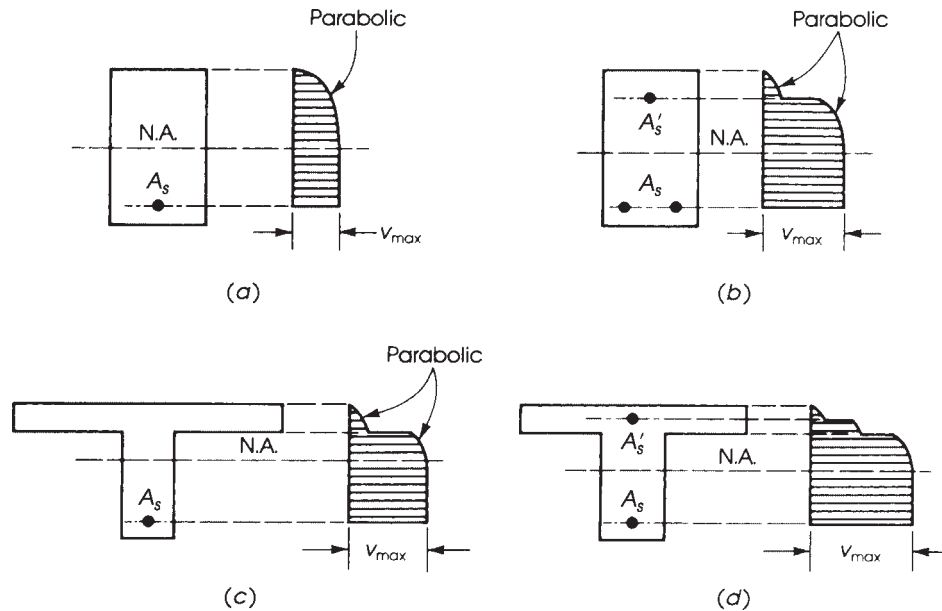 Parabolic
N.A.
A_s
v_max
(a)
Parabolic
A'_s
N.A.
A_s
v_max
(b)
Parabolic
N.A.
A_s
v_max
(c)
A'_s
N.A.
A_s
v_max
(d)